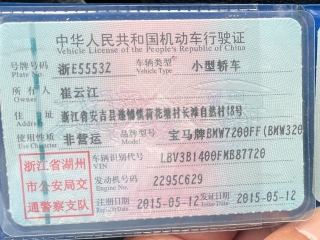 中华人民共和国机动车行驶证
Vehicle License of the People's Republic of China
号牌号码 浙E5553Z 车辆类型 小型轿车
Plate No. Vehicle Type
所有人 崔云江
Owner
住址 浙江省安吉县递铺镇荷花塘村长滩自然村18号
Address
使用性质 非营运 品牌型号 宝马牌BMW7200FF(BMW320
Use Character
浙江省湖州
市公安局交
通警察支队
车辆识别代号 LBV3B1400FMB87720
VIN
发动机号码 2295C629
Engine No.
注册日期 2015-05-12 发证日期 2015-05-12
Register Date Issue Date